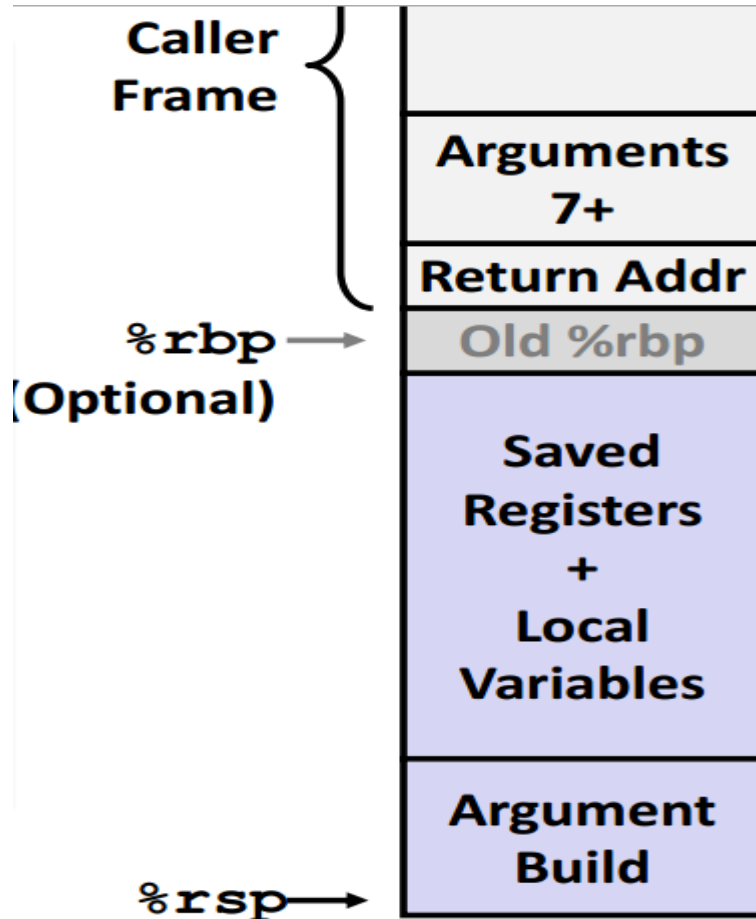 Caller
Frame
Arguments
7+
Return Addr
%rbp
Old %rbp
(Optional)
Saved
Registers
+
Local
Variables
Argument
Build
%rsp